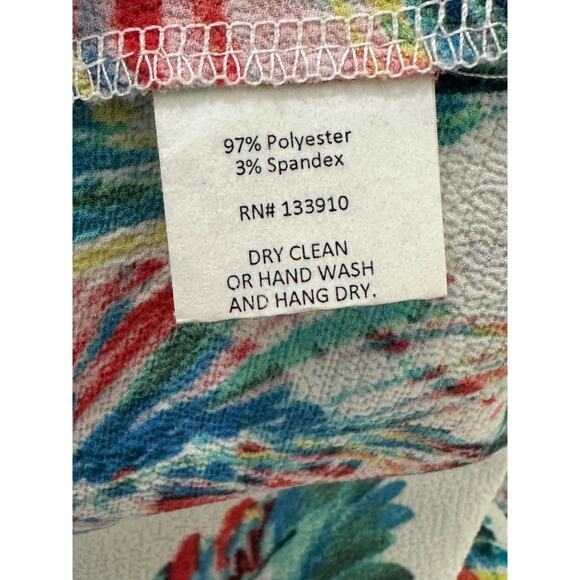 97% Polyester
3% Spandex
RN# 133910
DRY CLEAN
OR HAND WASH
AND HANG DRY.